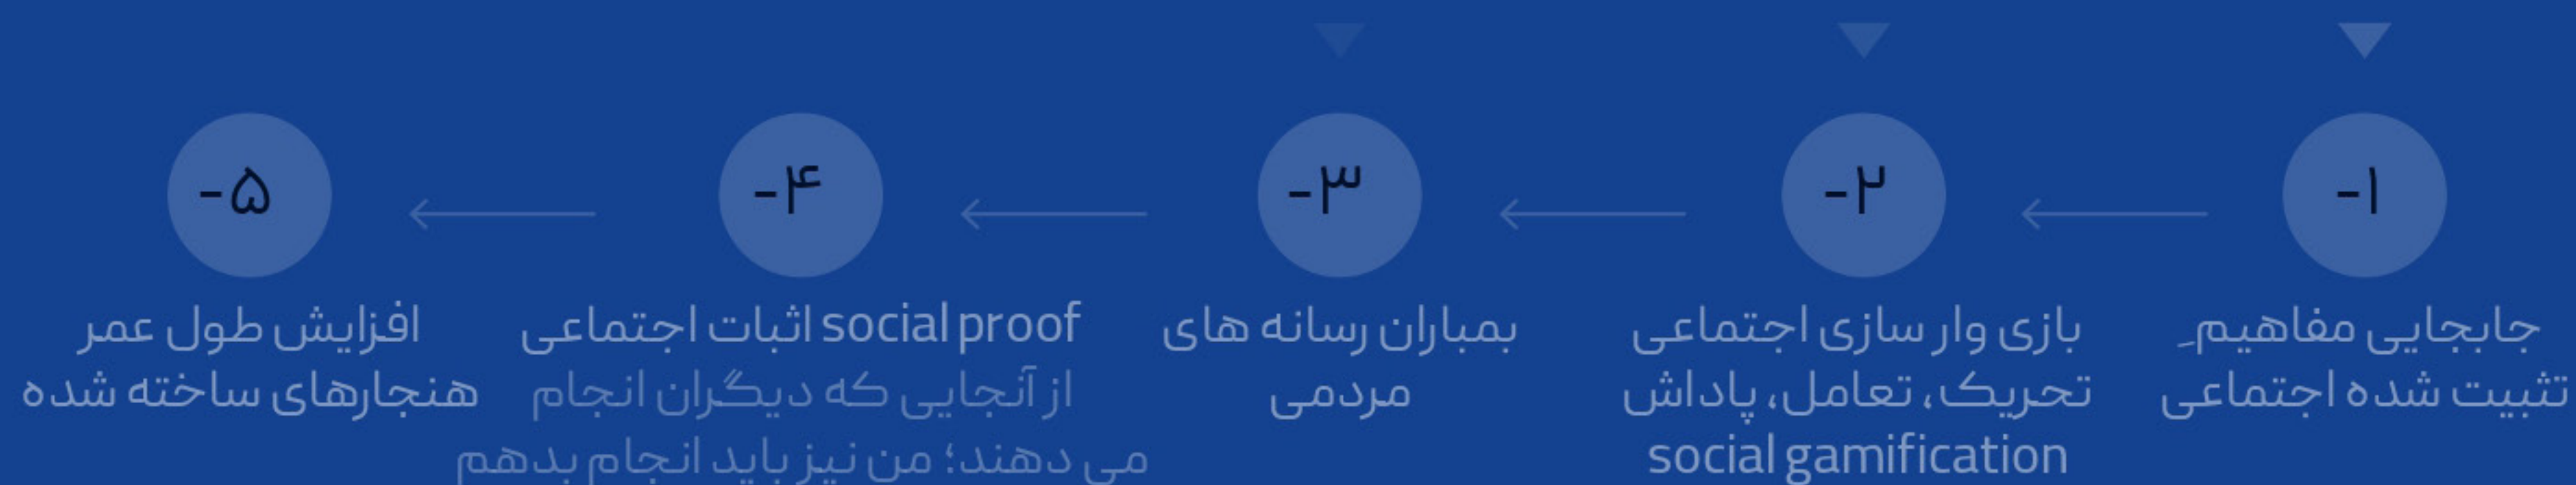 ۱-
جابجایی مفاهیمِ
تثبیت شده اجتماعی
۲-
بازی وار سازی اجتماعی
تحریک، تعامل، پاداش
social gamification
۳-
بمباران رسانه های
مردمی
۴-
social proof اثبات اجتماعی
از آنجایی که دیگران انجام
می دهند؛ من نیز باید انجام بدهم
۵-
افزایش طول عمر
هنجارهای ساخته شده